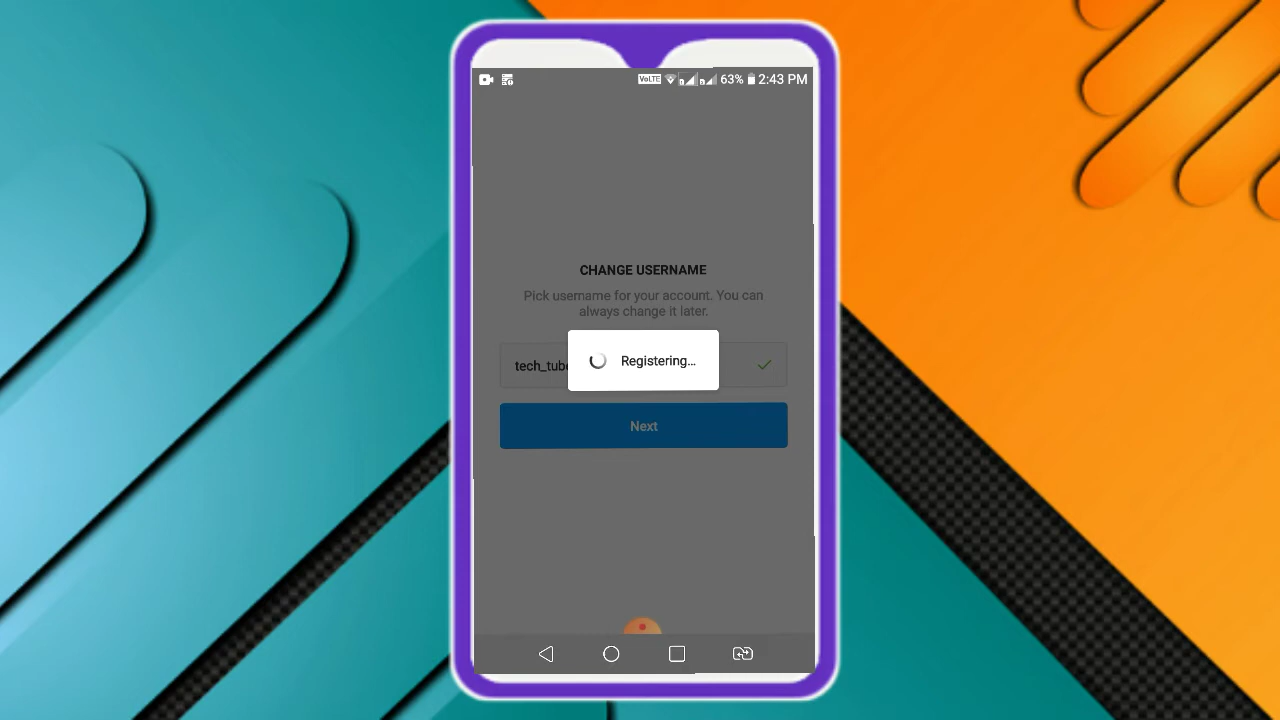 VoLTE 63% 2:43 PM
CHANGE USERNAME
Pick username for your account. You can
always change it later.
Registering...
Next